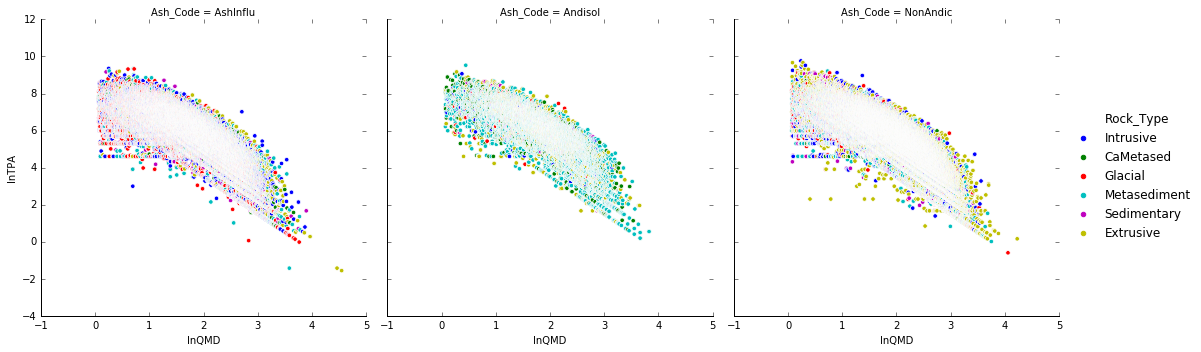 Ash_Code = AshInflu
Ash_Code = Andisol
Ash_Code = NonAndic
12
10
8
6
4
2
0
−2
−4
lnTPA
−1 0 1 2 3 4 5
−1 0 1 2 3 4 5
−1 0 1 2 3 4 5
lnQMD
lnQMD
lnQMD
Rock_Type
Intrusive
CaMetased
Glacial
Metasediment
Sedimentary
Extrusive